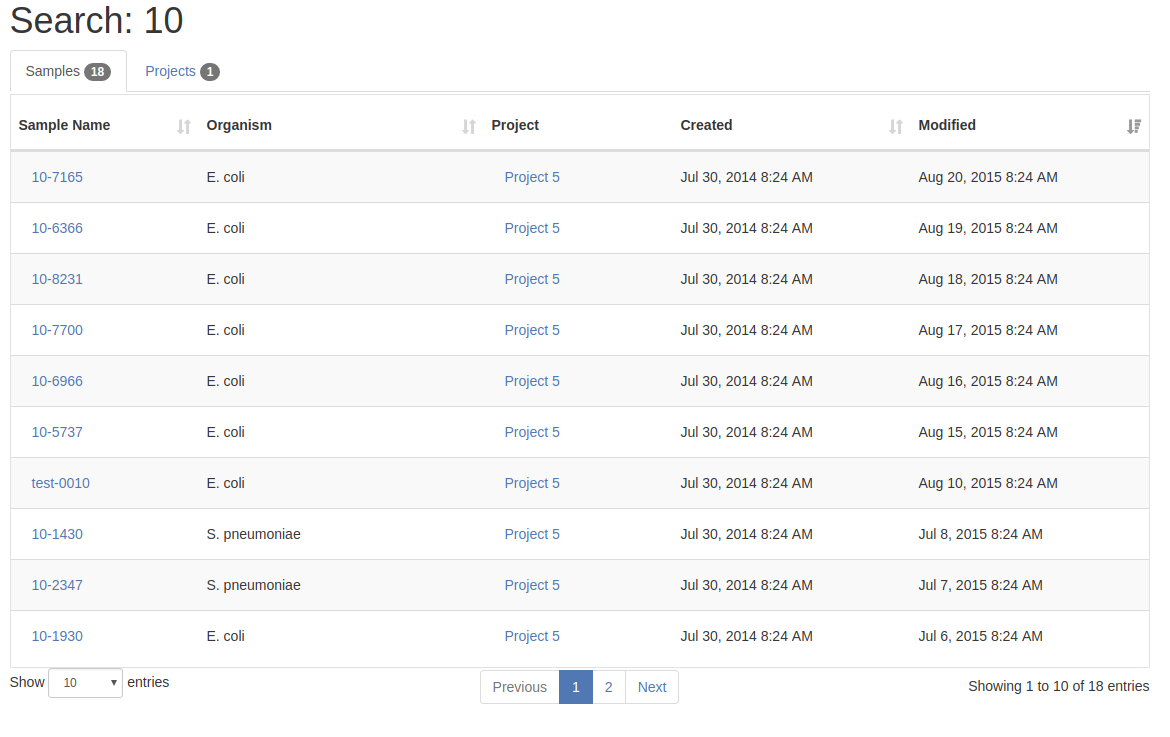 Search: 10
Samples 18 Projects 1
Sample Name Organism Project Created Modified
10-7165 E. coli Project 5 Jul 30, 2014 8:24 AM Aug 20, 2015 8:24 AM
10-6366 E. coli Project 5 Jul 30, 2014 8:24 AM Aug 19, 2015 8:24 AM
10-8231 E. coli Project 5 Jul 30, 2014 8:24 AM Aug 18, 2015 8:24 AM
10-7700 E. coli Project 5 Jul 30, 2014 8:24 AM Aug 17, 2015 8:24 AM
10-6966 E. coli Project 5 Jul 30, 2014 8:24 AM Aug 16, 2015 8:24 AM
10-5737 E. coli Project 5 Jul 30, 2014 8:24 AM Aug 15, 2015 8:24 AM
test-0010 E. coli Project 5 Jul 30, 2014 8:24 AM Aug 10, 2015 8:24 AM
10-1430 S. pneumoniae Project 5 Jul 30, 2014 8:24 AM Jul 8, 2015 8:24 AM
10-2347 S. pneumoniae Project 5 Jul 30, 2014 8:24 AM Jul 7, 2015 8:24 AM
10-1930 E. coli Project 5 Jul 30, 2014 8:24 AM Jul 6, 2015 8:24 AM
Show 10 entries Previous 1 2 Next Showing 1 to 10 of 18 entries